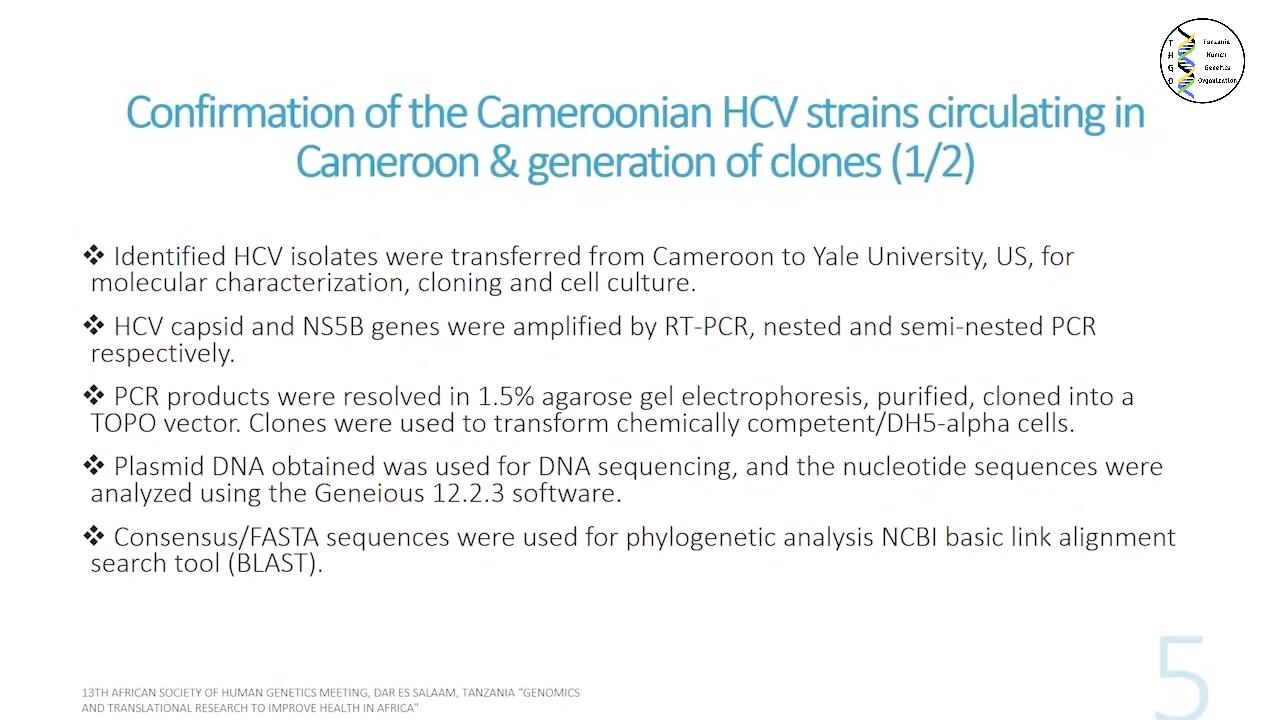 T
H
G
O
Tanzania
Human
Genetics
Organization
Confirmation of the Cameroonian HCV strains circulating in
Cameroon & generation of clones (1/2)
❖ Identified HCV isolates were transferred from Cameroon to Yale University, US, for
molecular characterization, cloning and cell culture.
❖ HCV capsid and NS5B genes were amplified by RT-PCR, nested and semi-nested PCR
respectively.
❖ PCR products were resolved in 1.5% agarose gel electrophoresis, purified, cloned into a
TOPO vector. Clones were used to transform chemically competent/DH5-alpha cells.
❖ Plasmid DNA obtained was used for DNA sequencing, and the nucleotide sequences were
analyzed using the Geneious 12.2.3 software.
❖ Consensus/FASTA sequences were used for phylogenetic analysis NCBI basic link alignment
search tool (BLAST).
13TH AFRICAN SOCIETY OF HUMAN GENETICS MEETING, DAR ES SALAAM, TANZANIA "GENOMICS
AND TRANSLATIONAL RESEARCH TO IMPROVE HEALTH IN AFRICA"
5